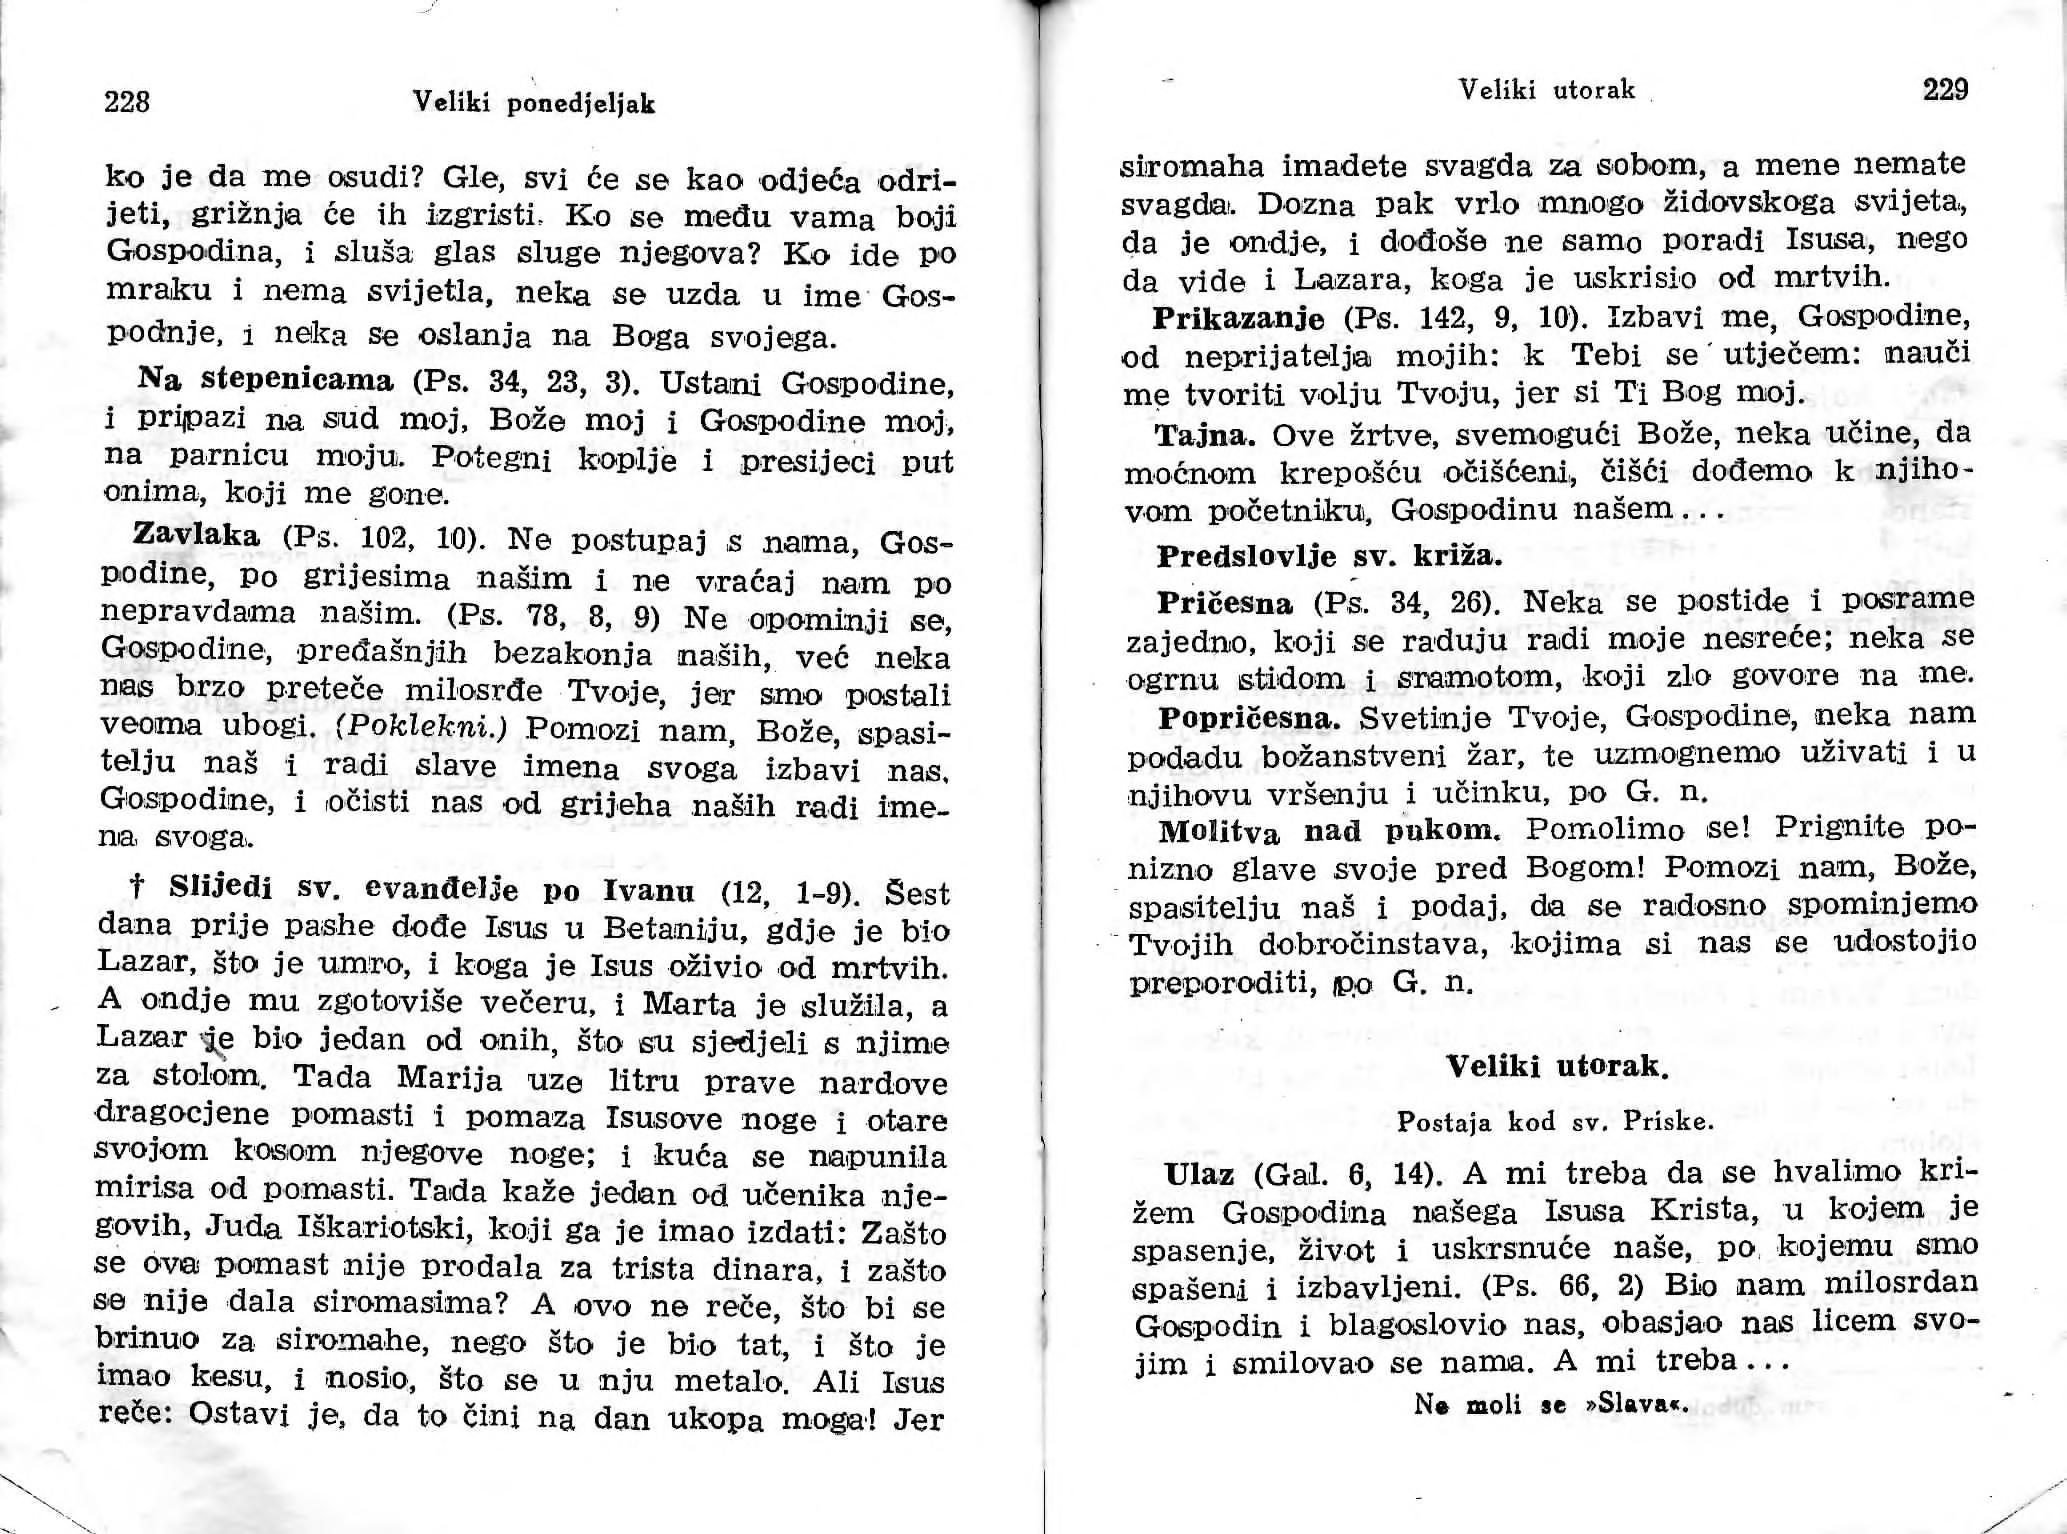 228 Veliki ponedjeljak
ko je da me osudi? Gle, svi će se kao odjeća odri-
jeti, grižnja će ih izgristi. Ko se među vama boji
Gospodina, i sluša glas sluge njegova? Ko ide po
mraku i nema svijetla, neka se uzda u ime Gos-
podnje, i neka se oslanja na Boga svojega.
Na stepenicama (Ps. 34, 23, 3). Ustani Gospodine,
i pripazi na sud moj, Bože moj i Gospodine moj,
na parnicu moju. Potegni koplje i presijeci put
onima, koji me gone.
Zavlaka (Ps. 102, 10). Ne postupaj s nama, Gos-
podine, po grijesima našim i ne vraćaj nam po
nepravdama našim. (Ps. 78, 8, 9) Ne opominji se,
Gospodine, pređašnjih bezakonja naših, već neka
nas brzo preteče milosrđe Tvoje, jer smo postali
veoma ubogi. (Poklekni.) Pomozi nam, Bože, spasi-
telju naš i radi slave imena svoga izbavi nas,
Gospodine, i očisti nas od grijeha naših radi ime-
na svoga.
† Slijedi sv. evanđelje po Ivanu (12, 1-9). Šest
dana prije pashe dođe Isus u Betaniju, gdje je bio
Lazar, što je umro, i koga je Isus oživio od mrtvih.
A ondje mu zgotoviše večeru, i Marta je služila, a
Lazar je bio jedan od onih, što su sjedjeli s njime
za stolom. Tada Marija uze litru prave nardove
dragocjene pomasti i pomaza Isusove noge i otare
svojom kosom njegove noge; i kuća se napunila
mirisa od pomasti. Tada kaže jedan od učenika nje-
govih, Juda Iškariotski, koji ga je imao izdati: Zašto
se ova pomast nije prodala za trista dinara, i zašto
se nije dala siromasima? A ovo ne reče, što bi se
brinuo za siromahe, nego što je bio tat, i što je
imao kesu, i nosio, što se u nju metalo. Ali Isus
reče: Ostavi je, da to čini na dan ukopa moga! Jer
Veliki utorak 229
siromaha imadete svagda za sobom, a mene nemate
svagda. Dozna pak vrlo mnogo židovskoga svijeta,
da je ondje, i dođoše ne samo poradi Isusa, nego
da vide i Lazara, koga je uskrisio od mrtvih.
Prikazanje (Ps. 142, 9, 10). Izbavi me, Gospodine,
od neprijatelja mojih: k Tebi se utječem: nauči
me tvoriti volju Tvoju, jer si Ti Bog moj.
Tajna. Ove žrtve, svemogući Bože, neka učine, da
moćnom krepošću očišćeni, čišći dođemo k njiho-
vom početniku, Gospodinu našem...
Predslovlje sv. križa.
Pričesna (Ps. 34, 26). Neka se postide i posrame
zajedno, koji se raduju radi moje nesreće; neka se
ogrnu stidom i sramotom, koji zlo govore na me.
Popričesna. Svetinje Tvoje, Gospodine, neka nam
podadu božanstveni žar, te uzmognemo uživati i u
njihovu vršenju i učinku, po G. n.
Molitva nad pukom. Pomolimo se! Prignite po-
nizno glave svoje pred Bogom! Pomozi nam, Bože,
spasitelju naš i podaj, da se radosno spominjemo
Tvojih dobročinstava, kojima si nas se udostojio
preporoditi, po G. n.
Veliki utorak.
Postaja kod sv. Priske.
Ulaz (Gal. 6, 14). A mi treba da se hvalimo kri-
žem Gospodina našega Isusa Krista, u kojem je
spasenje, život i uskrsnuće naše, po kojemu smo
spašeni i izbavljeni. (Ps. 66, 2) Bio nam milosrdan
Gospodin i blagoslovio nas, obasjao nas licem svo-
jim i smilovao se nama. A mi treba...
Ne moli se »Slava«.